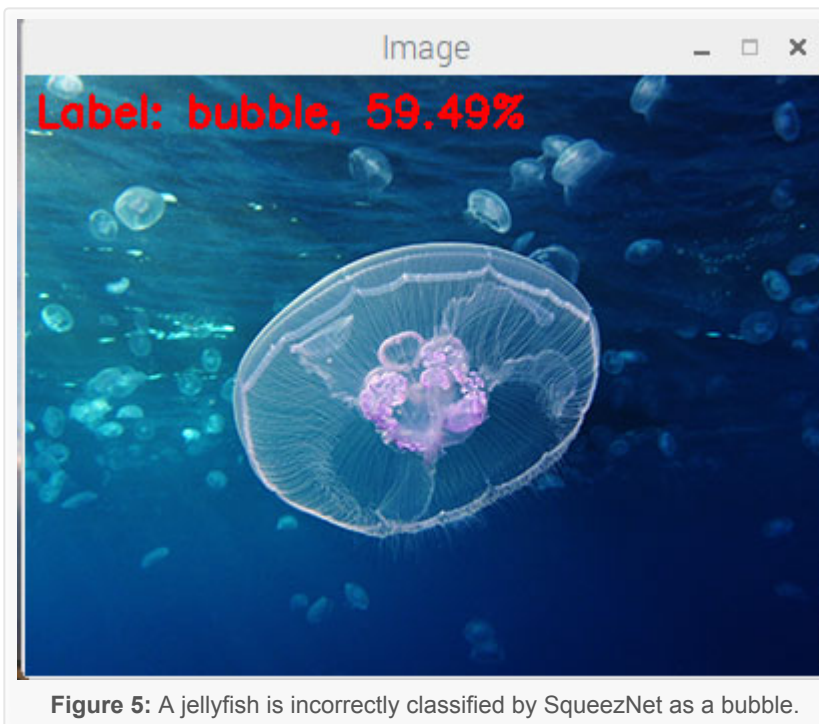 Image
Label: bubble, 59.49%
Figure 5: A jellyfish is incorrectly classified by SqueezNet as a bubble.